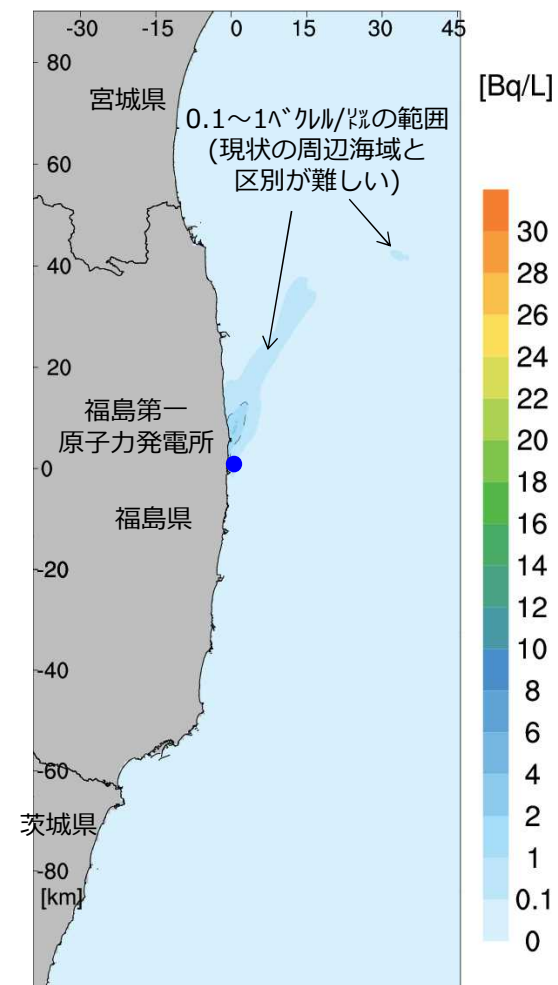 -30 -15 0 15 30 45
80
宮城県
[Bq/L]
0.1～1ﾍﾞｸﾚﾙ/ﾘｯﾄﾙの範囲
(現状の周辺海域と
区別が難しい)
60
40
20
福島第一
原子力発電所
0
福島県
-20
-40
-60
茨城県
-80
[km]
30
28
26
24
22
20
18
16
14
12
10
8
6
4
2
1
0.1
0